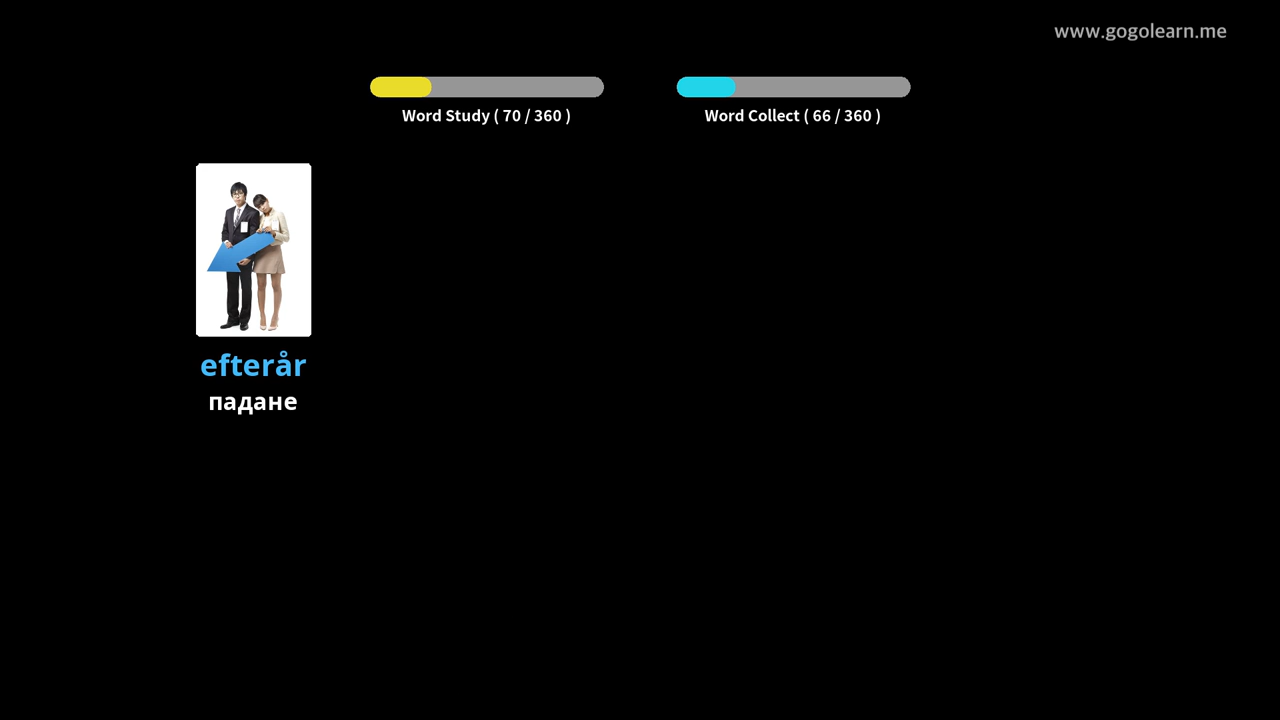 www.gogolearn.me
Word Study ( 70 / 360 )
Word Collect ( 66 / 360 )
efterår
падане